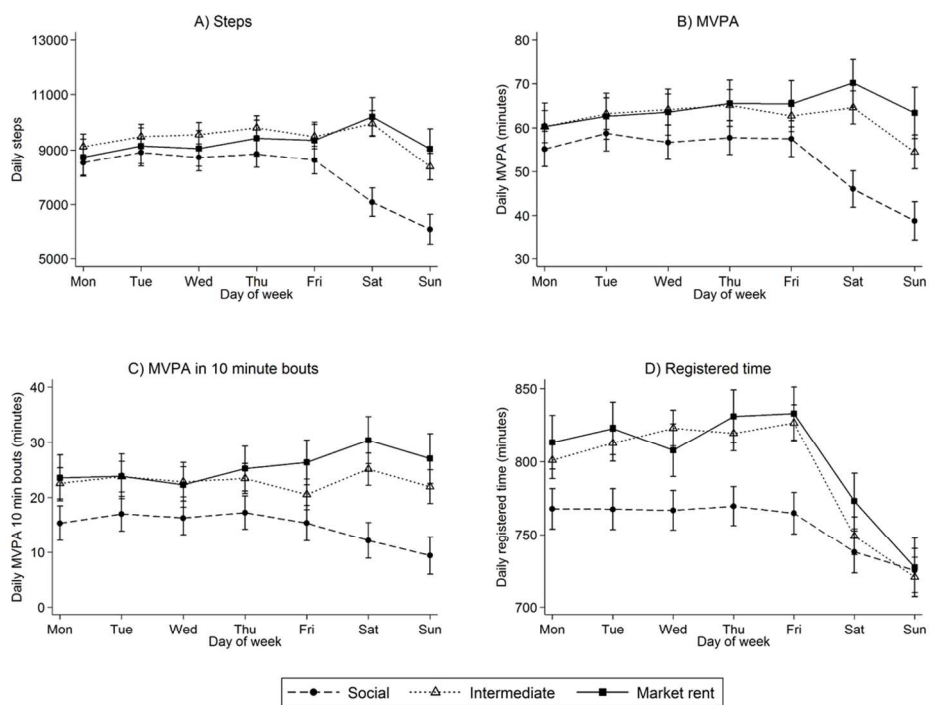 A) Steps
13000
11000
9000
7000
5000
Daily steps
Mon Tue Wed Thu Fri Sat Sun
Day of week
B) MVPA
80
70
60
50
40
30
Daily MVPA (minutes)
Mon Tue Wed Thu Fri Sat Sun
Day of week
C) MVPA in 10 minute bouts
40
30
20
10
0
Daily MVPA 10 min bouts (minutes)
Mon Tue Wed Thu Fri Sat Sun
Day of week
D) Registered time
850
800
750
700
Daily registered time (minutes)
Mon Tue Wed Thu Fri Sat Sun
Day of week
Social Intermediate Market rent